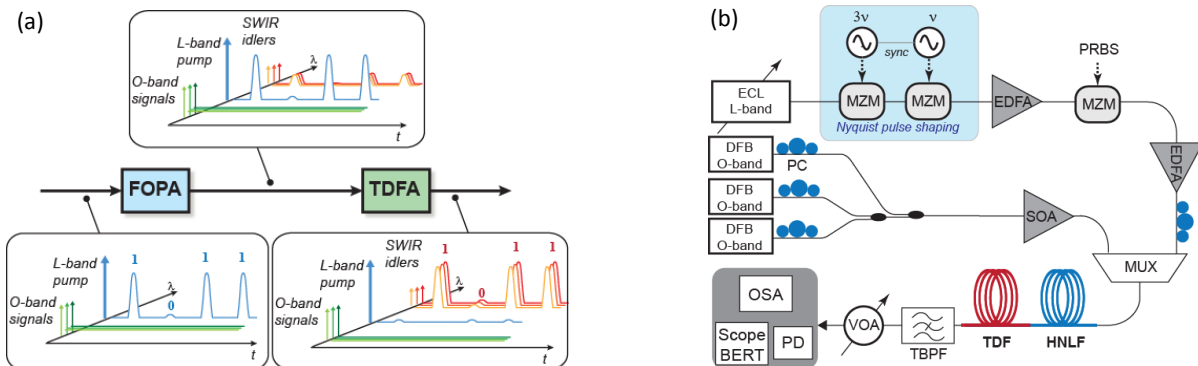 (a)
SWIR
idlers
L-band
pump
O-band
signals
λ
t
FOPA
TDFA
L-band
pump
O-band
signals
1
0
1
1
λ
t
SWIR
idlers
L-band
pump
O-band
signals
1
0
1
1
λ
t
(b)
3ν
ν
sync
ECL
L-band
MZM
MZM
Nyquist pulse shaping
EDFA
PRBS
MZM
EDFA
DFB
O-band
PC
DFB
O-band
DFB
O-band
SOA
MUX
OSA
Scope
BERT
PD
VOA
TBPF
TDF
HNLF